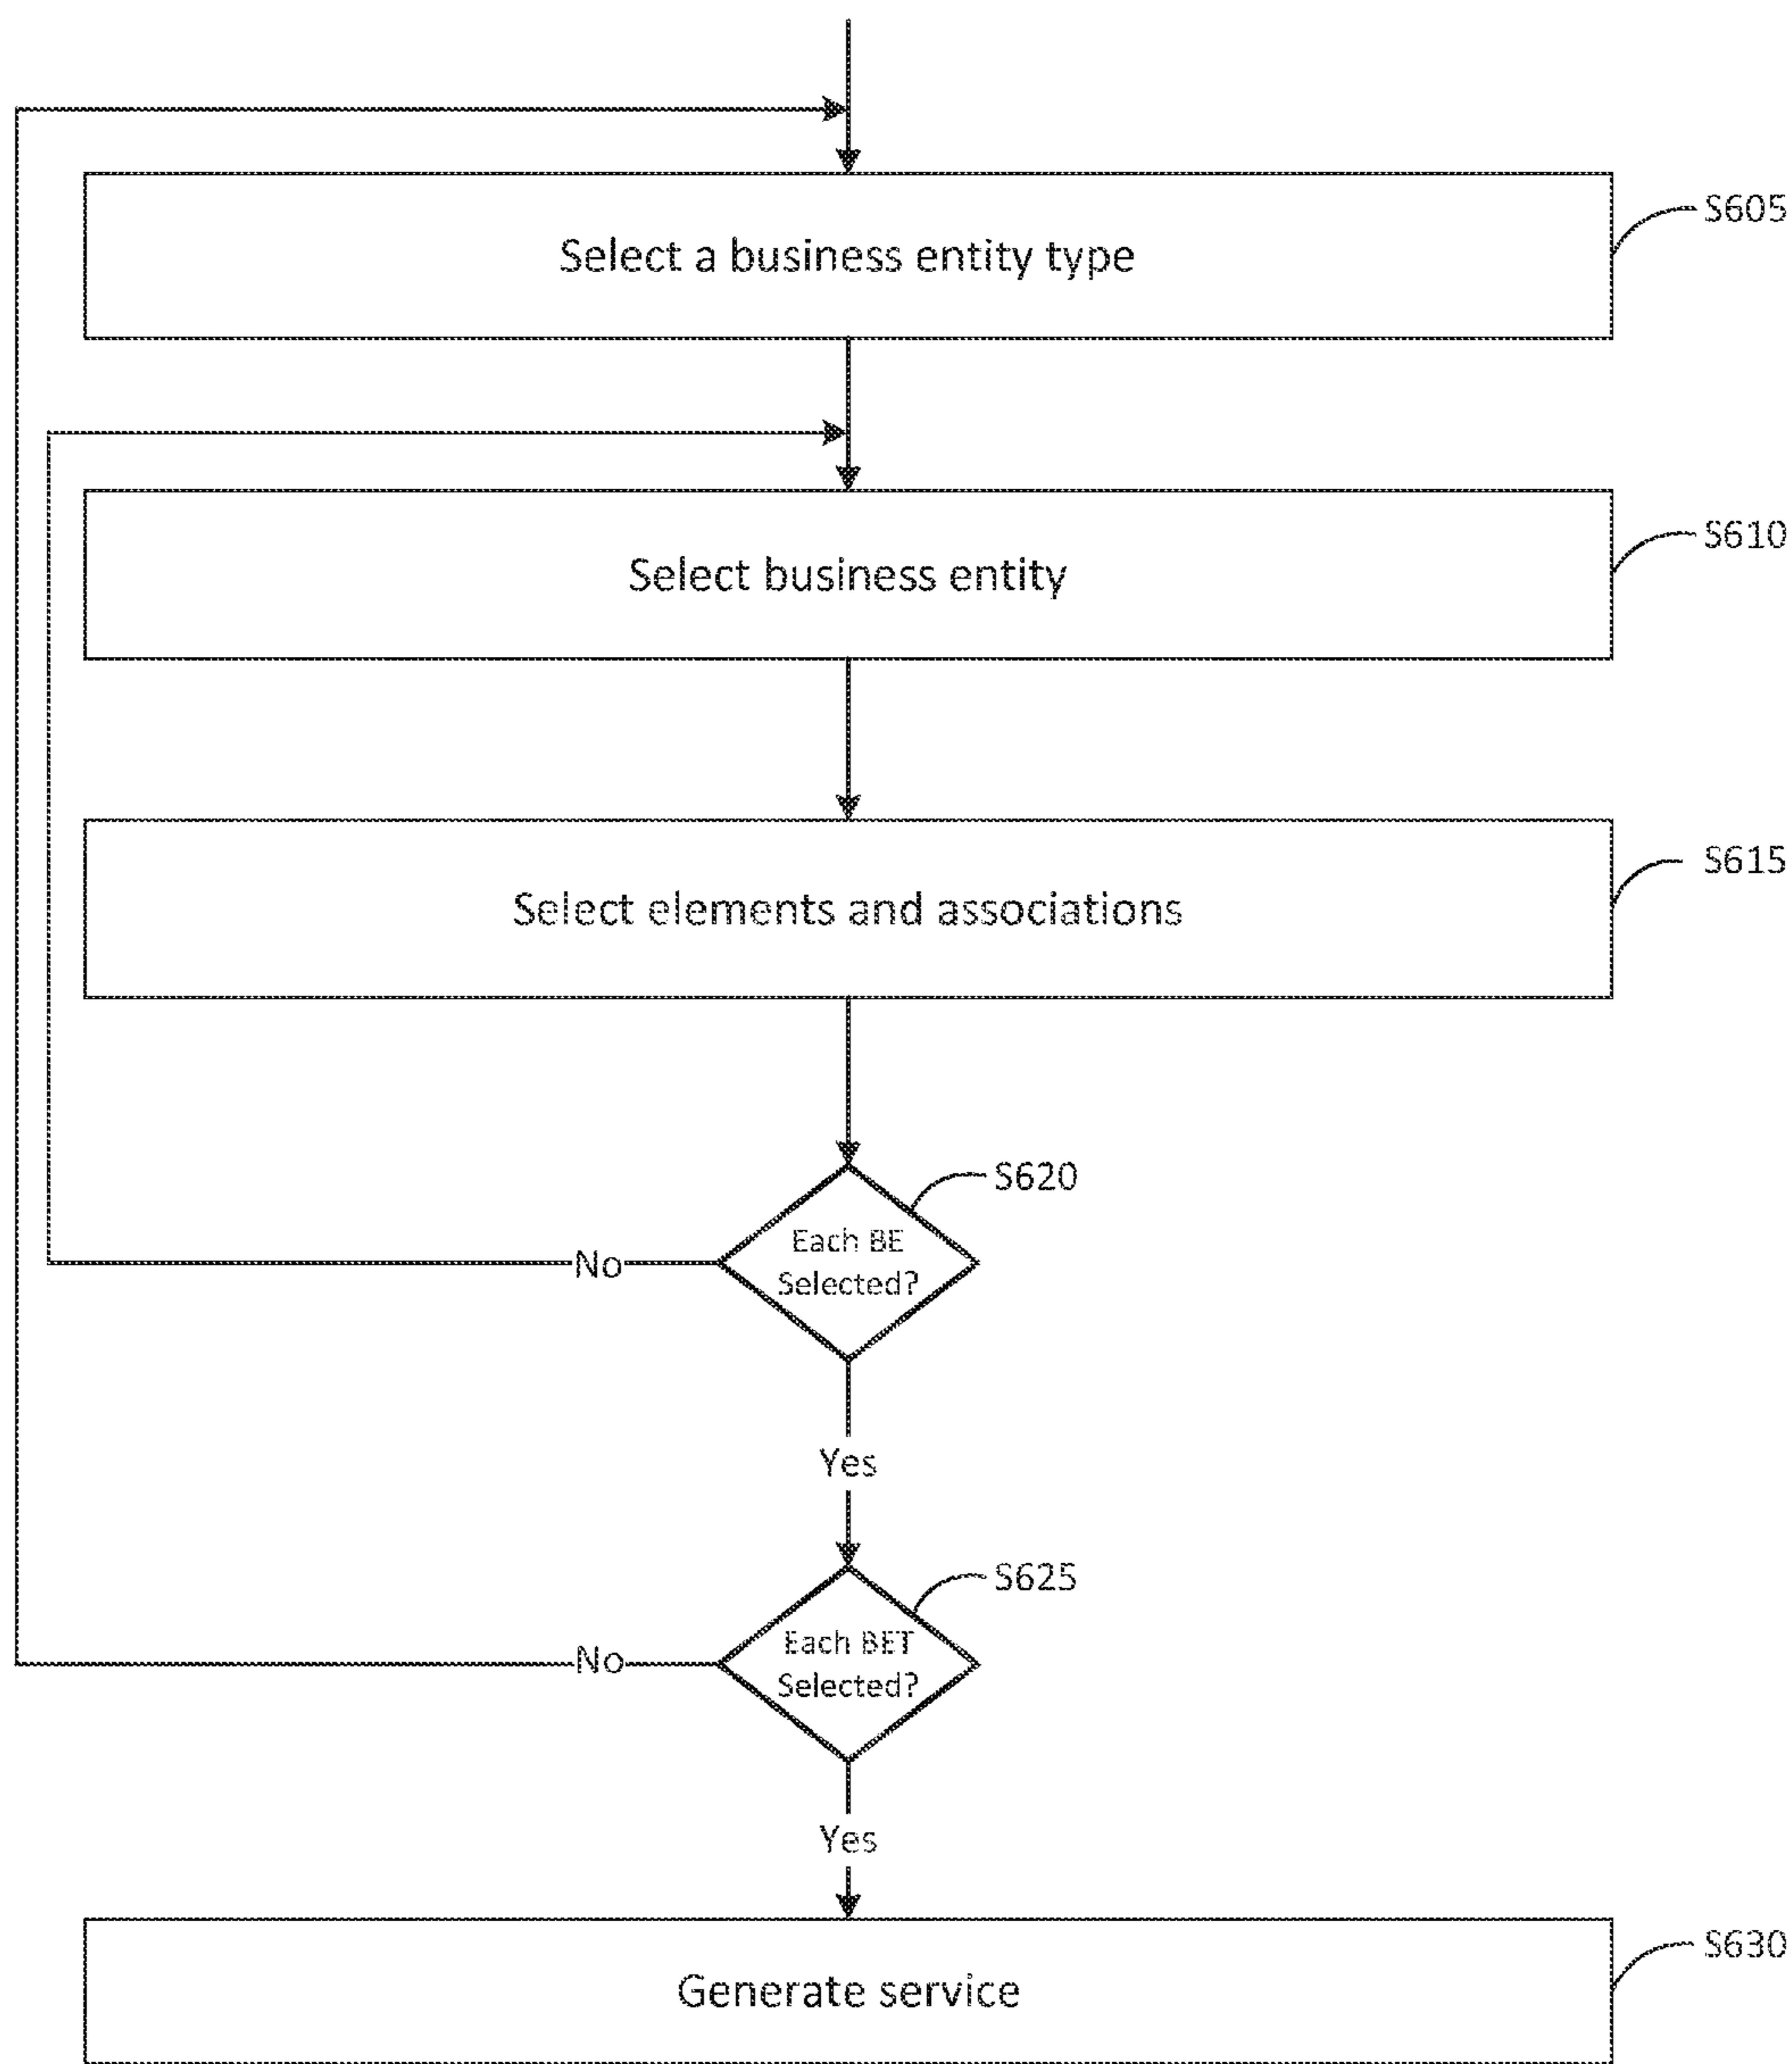 S605
Select a business entity type
S610
Select business entity
S615
Select elements and associations
S620
Each BE
Selected?
No
Yes
S625
Each BET
Selected?
No
Yes
S630
Generate service